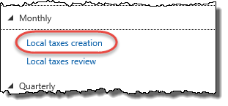 Monthly
Local taxes creation
Local taxes review
Quarterly